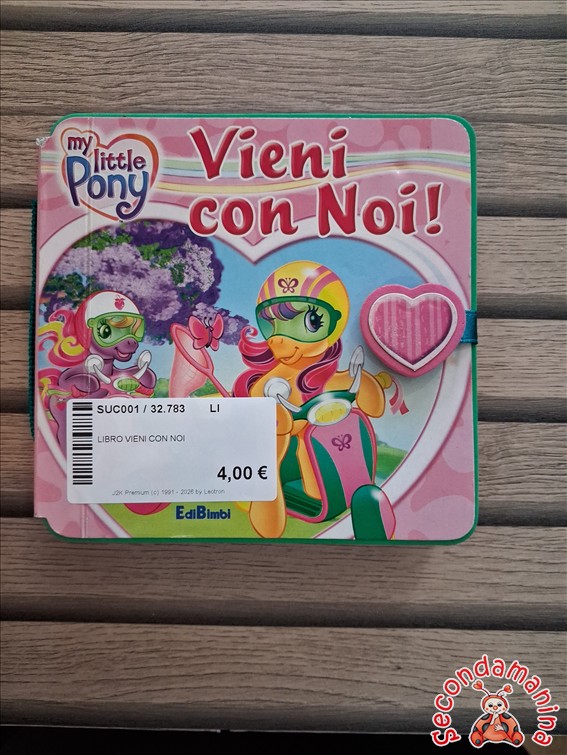 my
little
Pony
Vieni
con Noi!
SUC001 / 32.783 LI
LIBRO VIENI CON NOI
4,00 €
J2K Premium (c) 1991 - 2026 by Leotron
EdiBimbi
Secondamanina